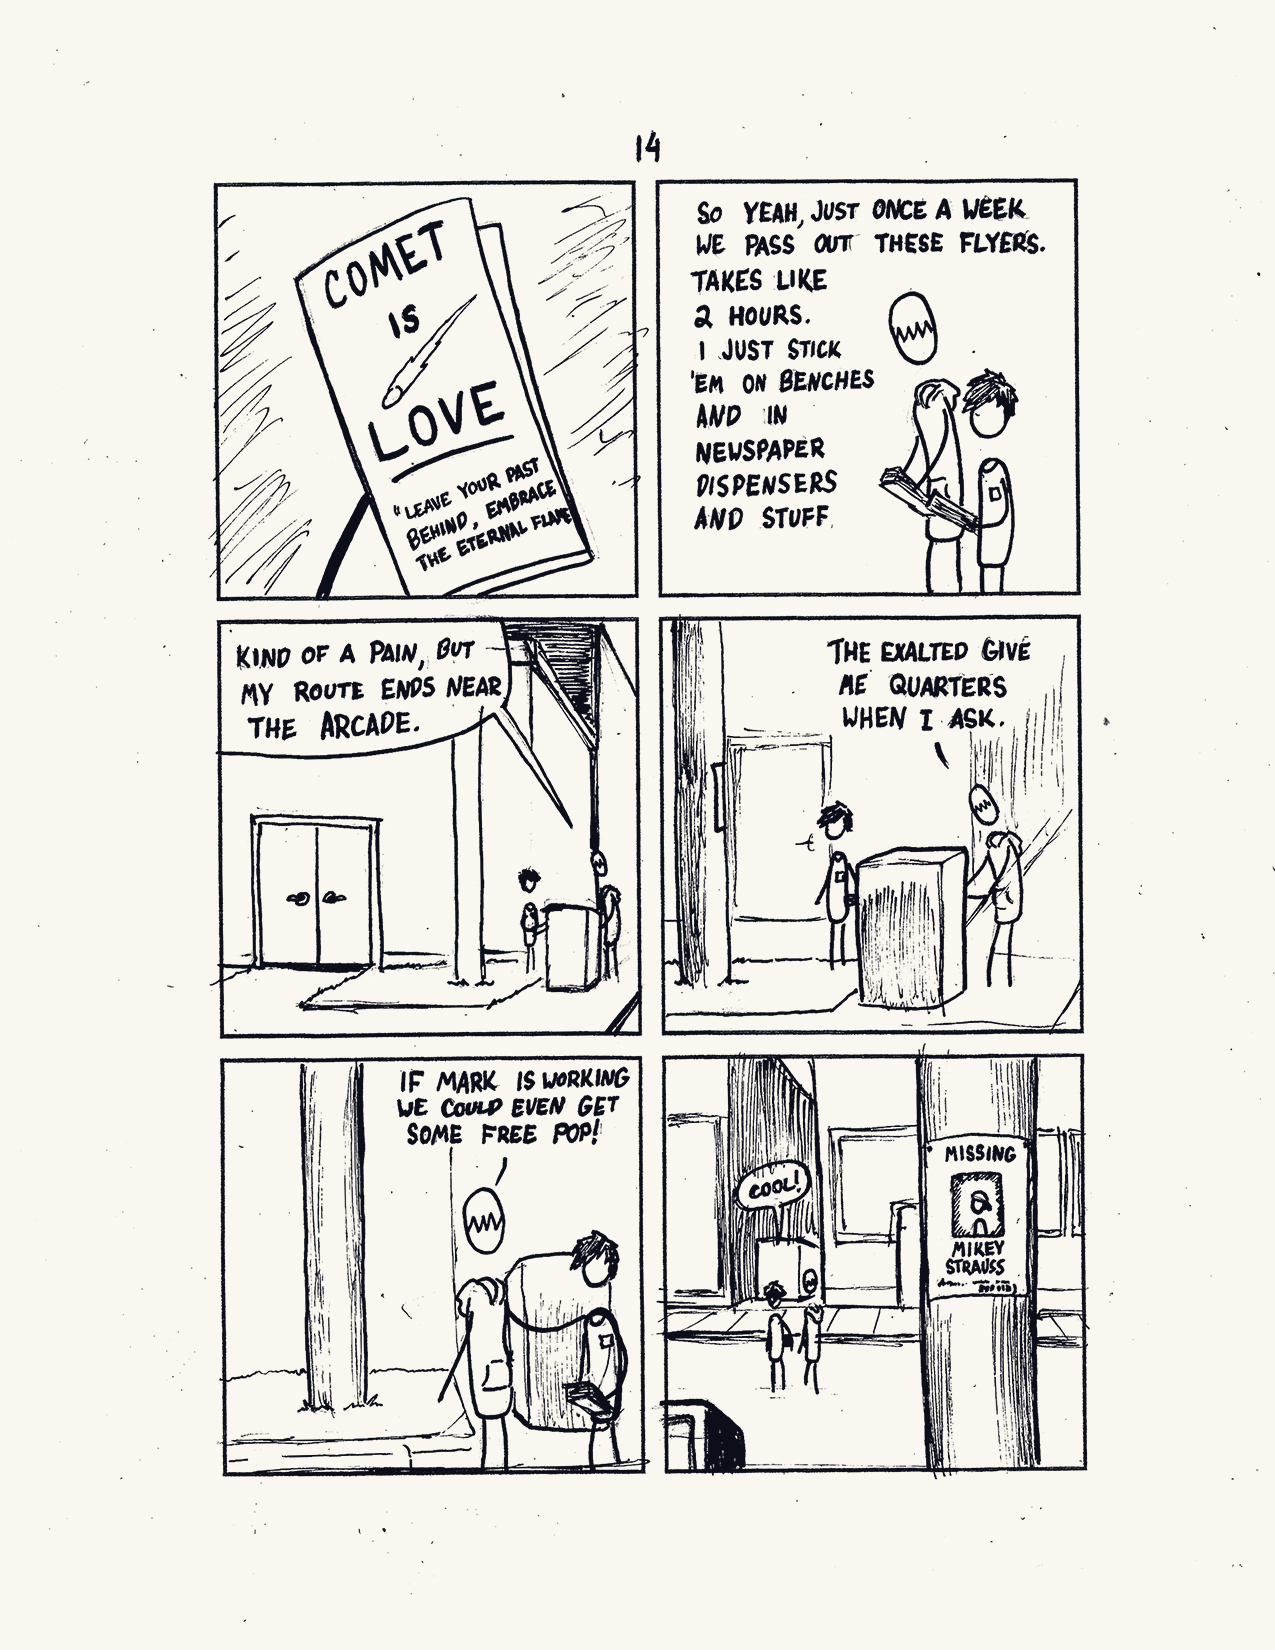 14
COMET
IS
LOVE
"LEAVE YOUR PAST
BEHIND, EMBRACE
THE ETERNAL FLAME
SO YEAH, JUST ONCE A WEEK
WE PASS OUT THESE FLYERS.
TAKES LIKE
2 HOURS.
I JUST STICK
'EM ON BENCHES
AND IN
NEWSPAPER
DISPENSERS
AND STUFF.
KIND OF A PAIN, BUT
MY ROUTE ENDS NEAR
THE ARCADE.
THE EXALTED GIVE
ME QUARTERS
WHEN I ASK.
IF MARK IS WORKING
WE COULD EVEN GET
SOME FREE POP!
COOL!
MISSING
MIKEY
STRAUSS